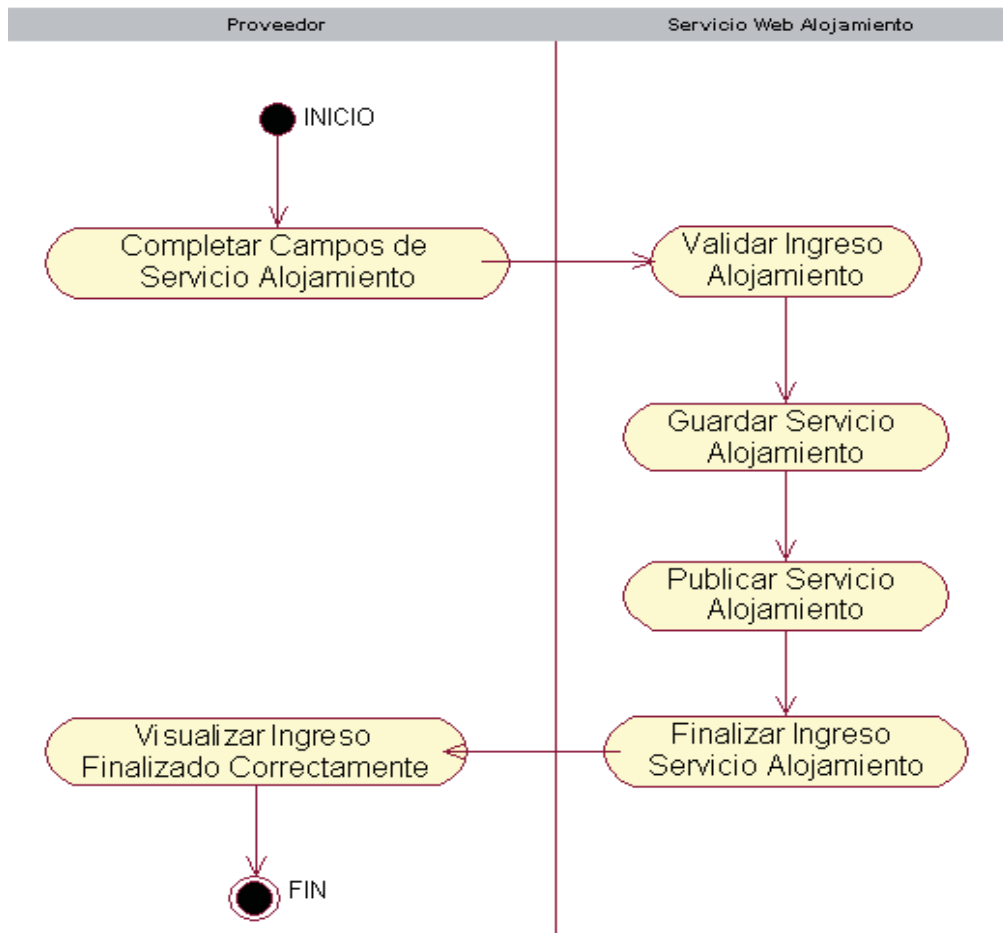 Proveedor
Servicio Web Alojamiento
INICIO
Completar Campos de
Servicio Alojamiento
Validar Ingreso
Alojamiento
Guardar Servicio
Alojamiento
Publicar Servicio
Alojamiento
Finalizar Ingreso
Servicio Alojamiento
Visualizar Ingreso
Finalizado Correctamente
FIN